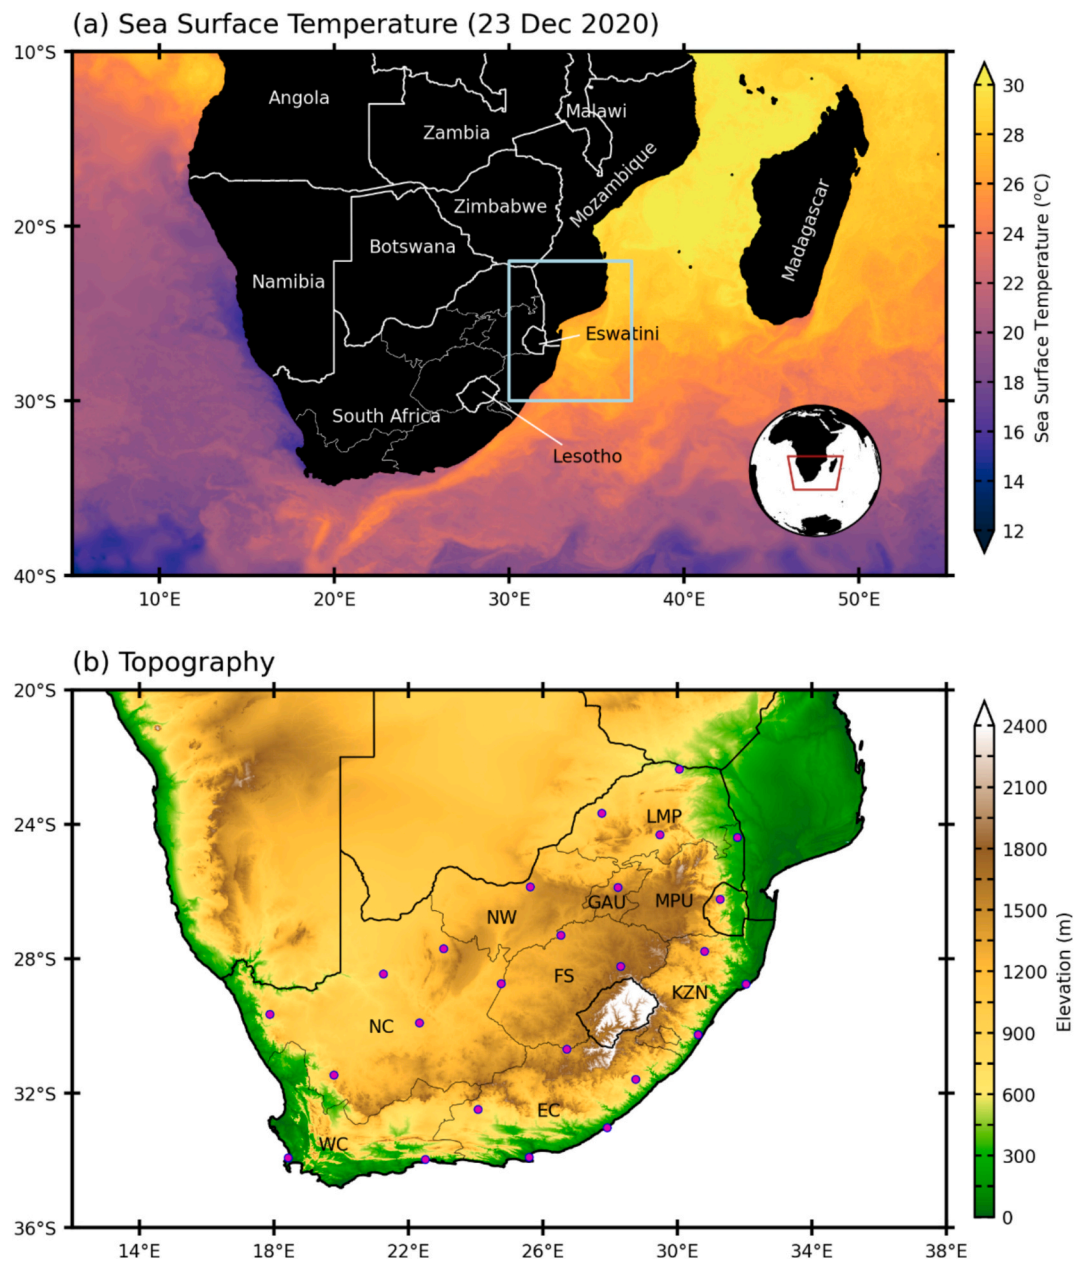 (a) Sea Surface Temperature (23 Dec 2020)
10°S
20°S
30°S
40°S
10°E
20°E
30°E
40°E
50°E
Angola
Zambia
Malawi
Mozambique
Zimbabwe
Botswana
Namibia
Madagascar
Eswatini
South Africa
Lesotho
30
28
26
24
22
20
18
16
14
12
Sea Surface Temperature (°C)
(b) Topography
20°S
24°S
28°S
32°S
36°S
14°E
18°E
22°E
26°E
30°E
34°E
38°E
LMP
GAU
MPU
NW
FS
KZN
NC
EC
WC
2400
2100
1800
1500
1200
900
600
300
0
Elevation (m)